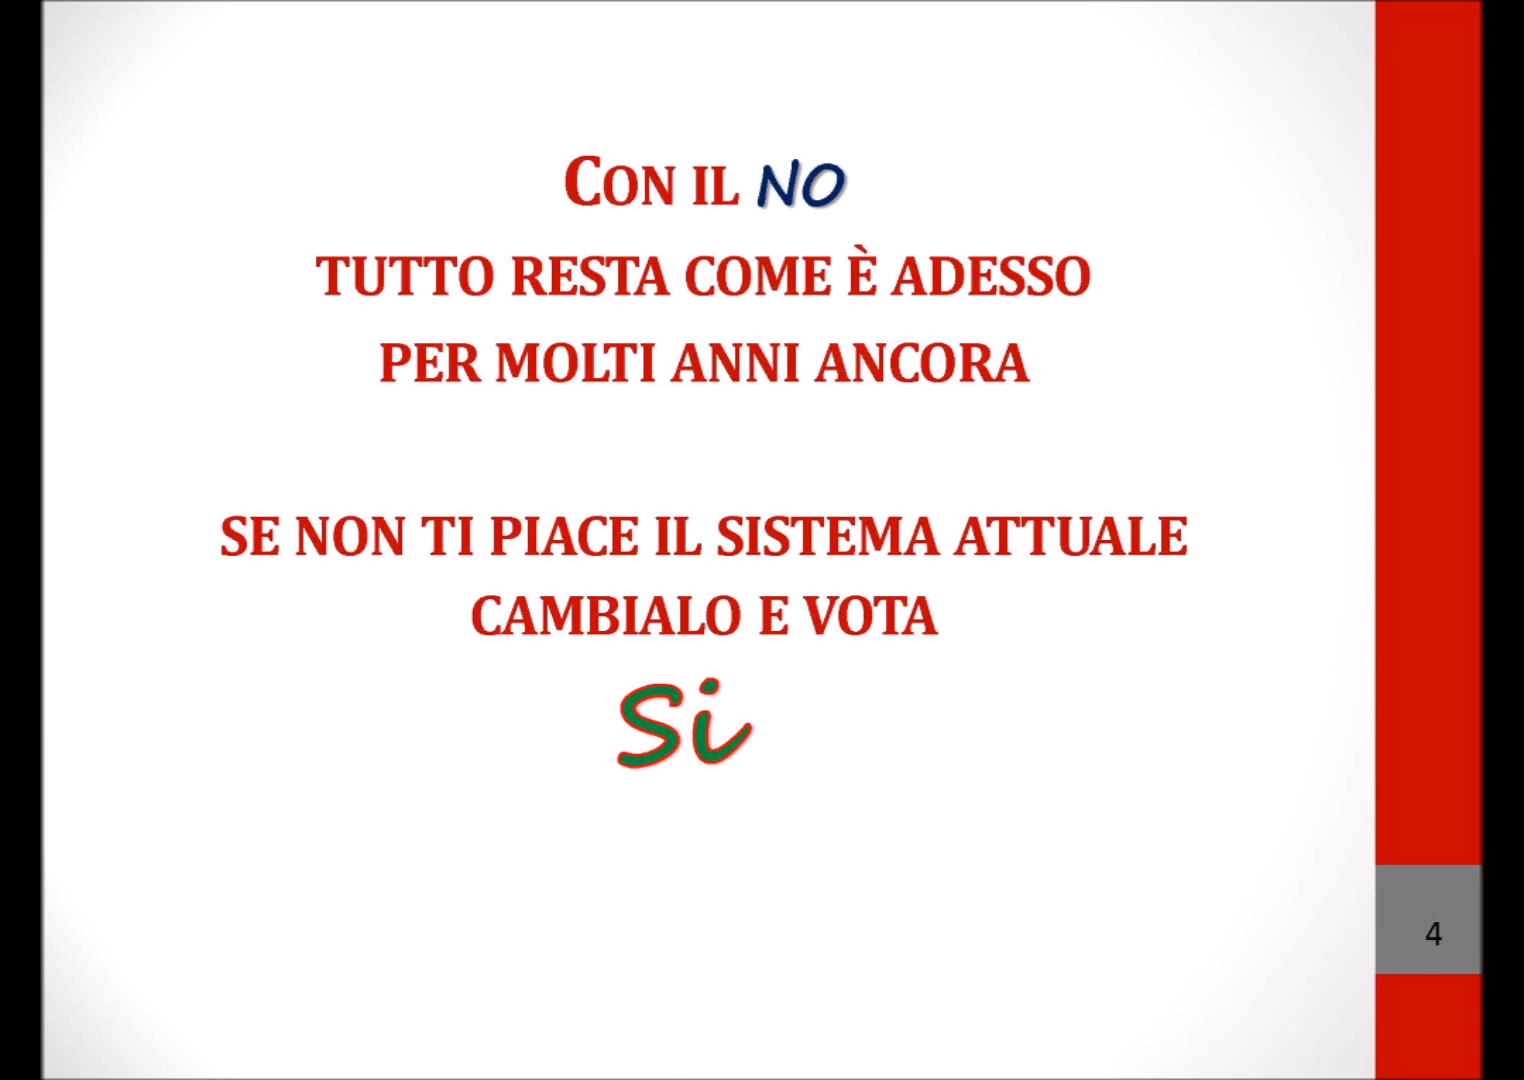 CON IL NO
TUTTO RESTA COME È ADESSO
PER MOLTI ANNI ANCORA
SE NON TI PIACE IL SISTEMA ATTUALE
CAMBIALO E VOTA
Si
4